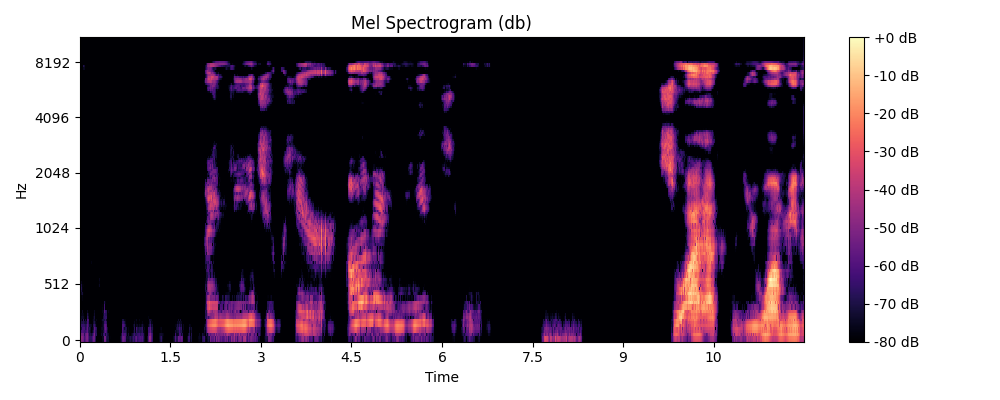 Mel Spectrogram (db)
Hz
8192
4096
2048
1024
512
0
0 1.5 3 4.5 6 7.5 9 10
Time
+0 dB
-10 dB
-20 dB
-30 dB
-40 dB
-50 dB
-60 dB
-70 dB
-80 dB